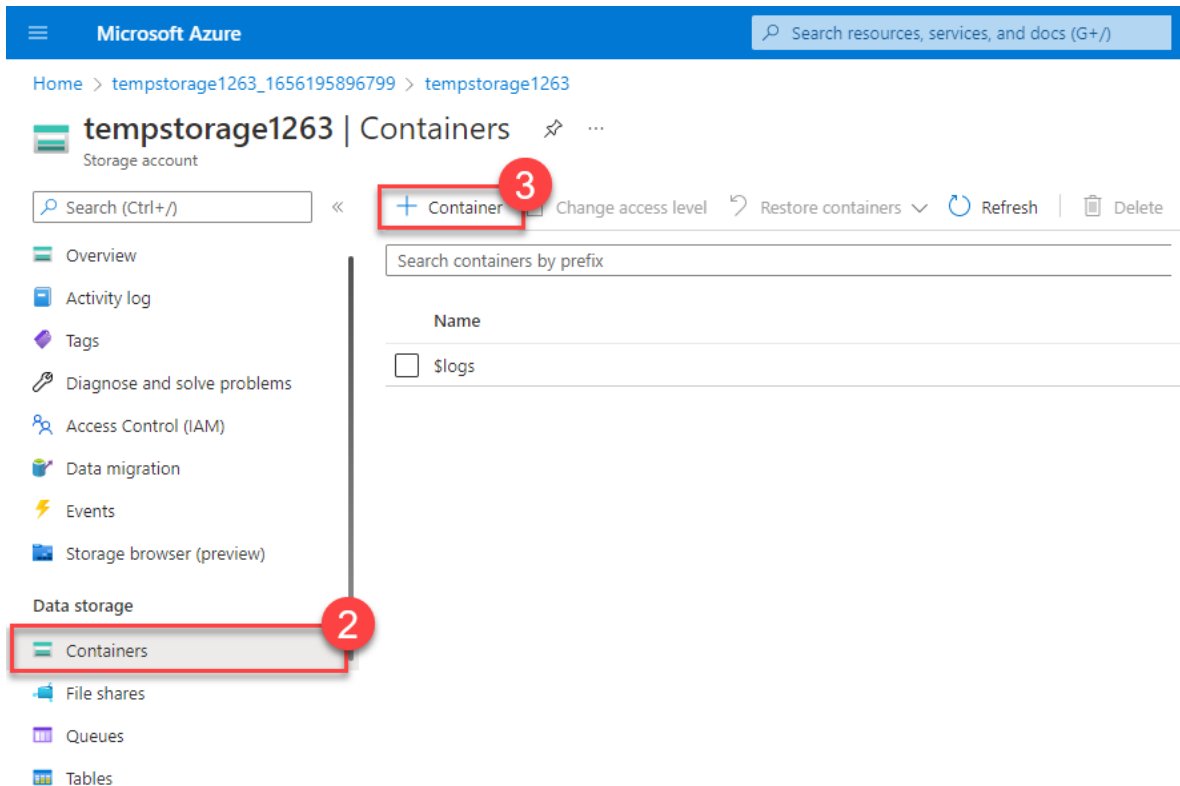 Microsoft Azure
Search resources, services, and docs (G+/)
Home > tempstorage1263_1656195896799 > tempstorage1263
tempstorage1263 | Containers
Storage account
Search (Ctrl+/)
«
3
+ Container
Change access level
Restore containers
Refresh
Delete
Search containers by prefix
Overview
Activity log
Tags
Diagnose and solve problems
Access Control (IAM)
Data migration
Events
Storage browser (preview)
Data storage
2
Containers
File shares
Queues
Tables
Name
$logs